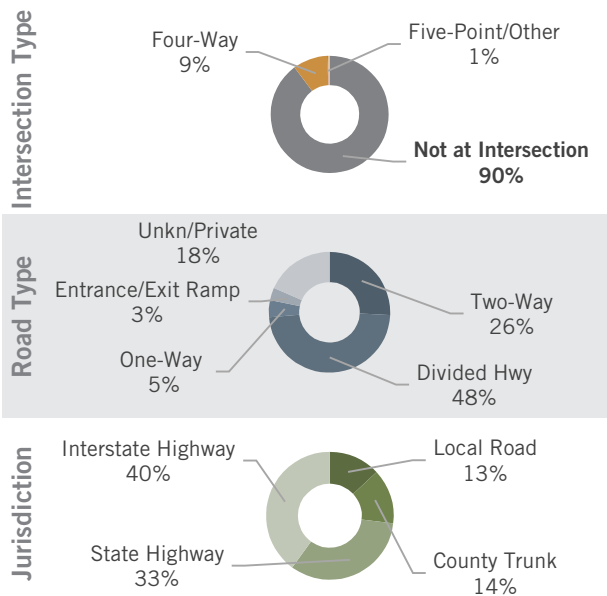 Intersection Type
Four-Way
9%
Five-Point/Other
1%
Not at Intersection
90%
Road Type
Unkn/Private
18%
Entrance/Exit Ramp
3%
One-Way
5%
Two-Way
26%
Divided Hwy
48%
Jurisdiction
Interstate Highway
40%
State Highway
33%
Local Road
13%
County Trunk
14%